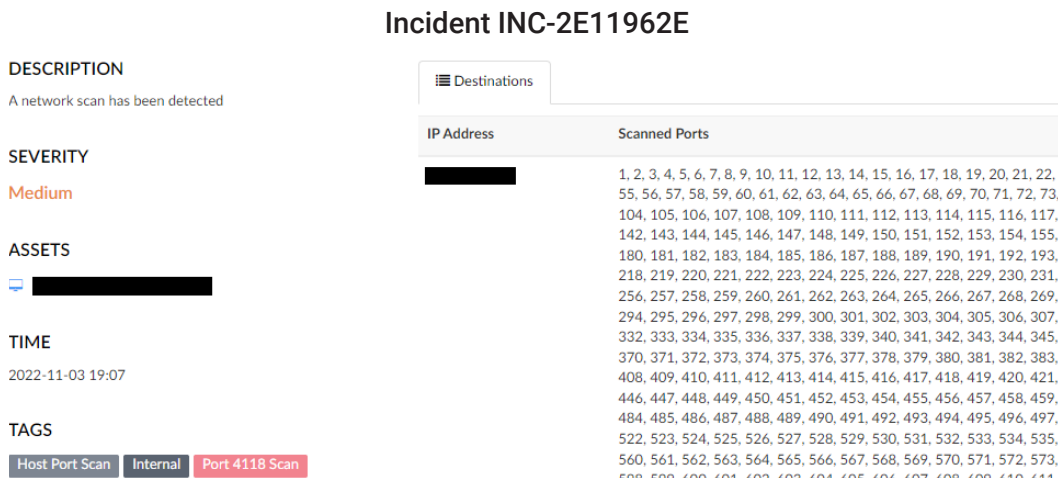 Incident INC-2E11962E
DESCRIPTION
A network scan has been detected
SEVERITY
Medium
ASSETS
TIME
2022-11-03 19:07
TAGS
Host Port Scan
Internal
Port 4118 Scan
Destinations
IP Address
Scanned Ports
1, 2, 3, 4, 5, 6, 7, 8, 9, 10, 11, 12, 13, 14, 15, 16, 17, 18, 19, 20, 21, 22,
55, 56, 57, 58, 59, 60, 61, 62, 63, 64, 65, 66, 67, 68, 69, 70, 71, 72, 73,
104, 105, 106, 107, 108, 109, 110, 111, 112, 113, 114, 115, 116, 117,
142, 143, 144, 145, 146, 147, 148, 149, 150, 151, 152, 153, 154, 155,
180, 181, 182, 183, 184, 185, 186, 187, 188, 189, 190, 191, 192, 193,
218, 219, 220, 221, 222, 223, 224, 225, 226, 227, 228, 229, 230, 231,
256, 257, 258, 259, 260, 261, 262, 263, 264, 265, 266, 267, 268, 269,
294, 295, 296, 297, 298, 299, 300, 301, 302, 303, 304, 305, 306, 307,
332, 333, 334, 335, 336, 337, 338, 339, 340, 341, 342, 343, 344, 345,
370, 371, 372, 373, 374, 375, 376, 377, 378, 379, 380, 381, 382, 383,
408, 409, 410, 411, 412, 413, 414, 415, 416, 417, 418, 419, 420, 421,
446, 447, 448, 449, 450, 451, 452, 453, 454, 455, 456, 457, 458, 459,
484, 485, 486, 487, 488, 489, 490, 491, 492, 493, 494, 495, 496, 497,
522, 523, 524, 525, 526, 527, 528, 529, 530, 531, 532, 533, 534, 535,
560, 561, 562, 563, 564, 565, 566, 567, 568, 569, 570, 571, 572, 573,